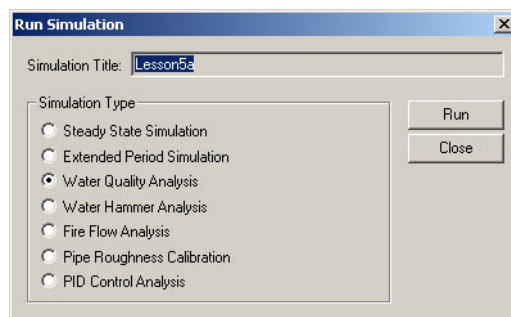 Run Simulation
Simulation Title: Lesson5a
Simulation Type
Steady State Simulation
Extended Period Simulation
Water Quality Analysis
Water Hammer Analysis
Fire Flow Analysis
Pipe Roughness Calibration
PID Control Analysis
Run
Close